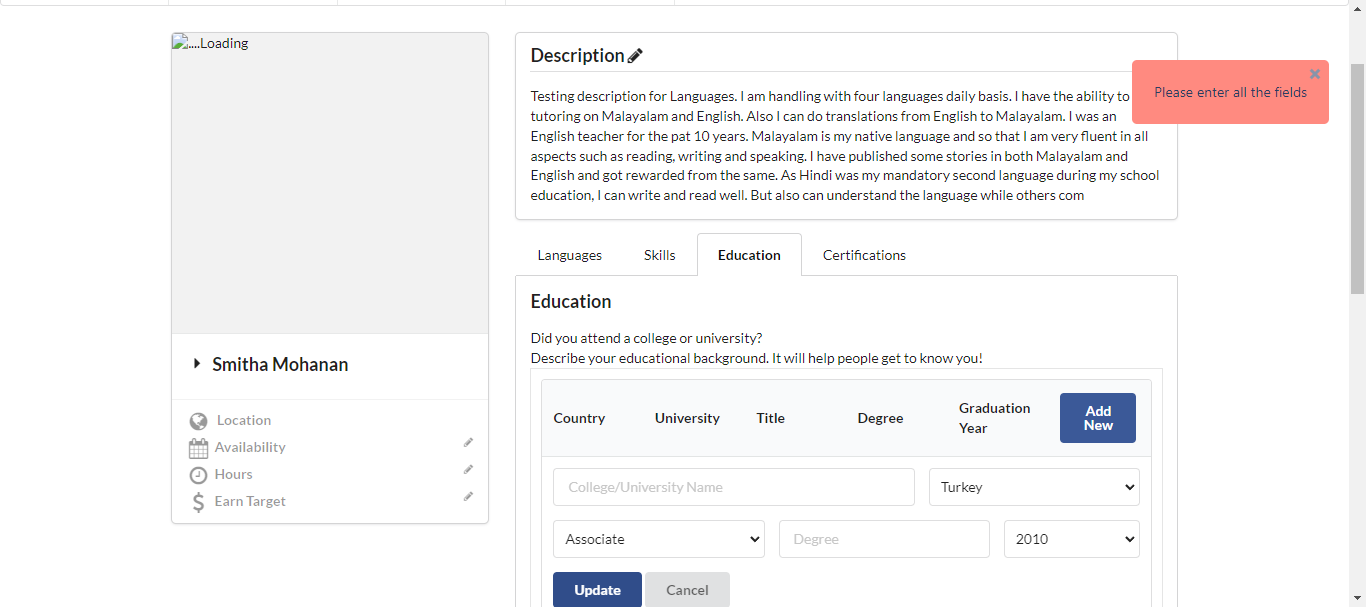 ....Loading
Smitha Mohanan
Location
Availability
Hours
Earn Target
Description
Testing description for Languages. I am handling with four languages daily basis. I have the ability to
tutoring on Malayalam and English. Also I can do translations from English to Malayalam. I was an
English teacher for the pat 10 years. Malayalam is my native language and so that I am very fluent in all
aspects such as reading, writing and speaking. I have published some stories in both Malayalam and
English and got rewarded from the same. As Hindi was my mandatory second language during my school
education, I can write and read well. But also can understand the language while others com
Please enter all the fields
Languages Skills Education Certifications
Education
Did you attend a college or university?
Describe your educational background. It will help people get to know you!
Country University Title Degree Graduation Year Add New
College/University Name Turkey
Associate Degree 2010
Update Cancel